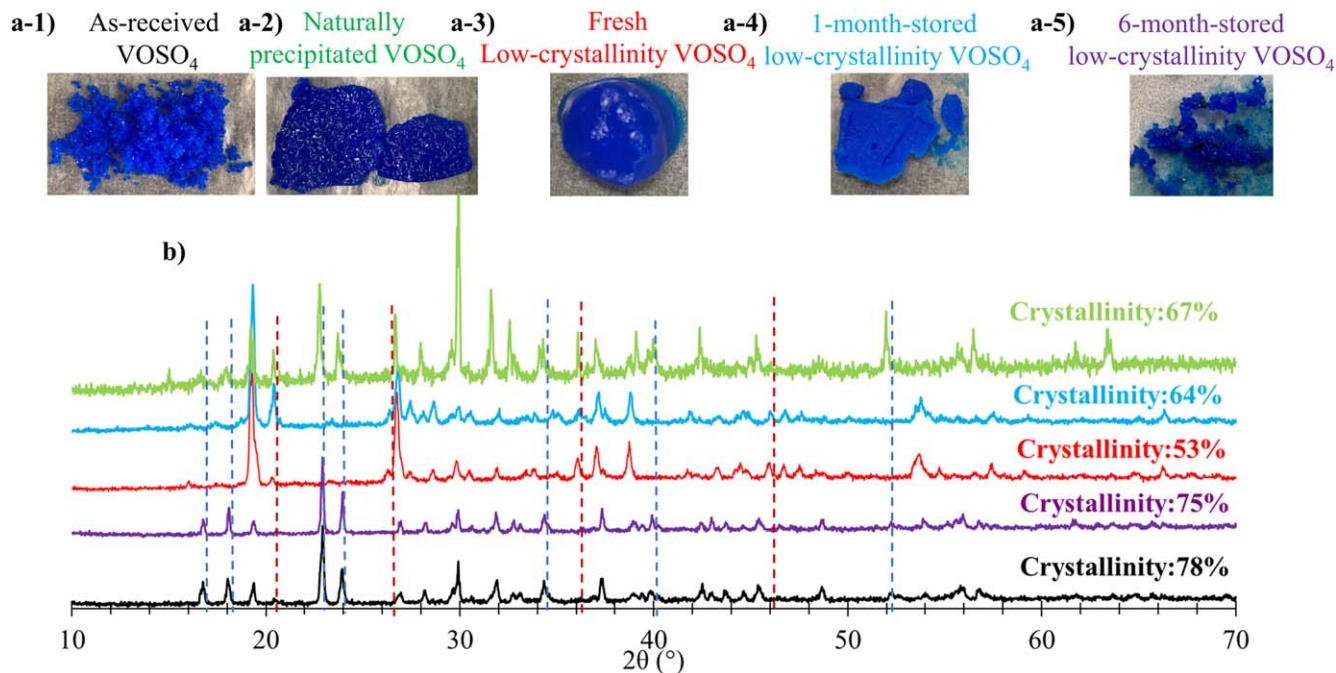 a-1) As-received
VOSO₄
a-2) Naturally
precipitated VOSO₄
a-3) Fresh
Low-crystallinity VOSO₄
a-4) 1-month-stored
low-crystallinity VOSO₄
a-5) 6-month-stored
low-crystallinity VOSO₄
b)
Crystallinity:67%
Crystallinity:64%
Crystallinity:53%
Crystallinity:75%
Crystallinity:78%
10 20 30 40 50 60 70
2θ (°)